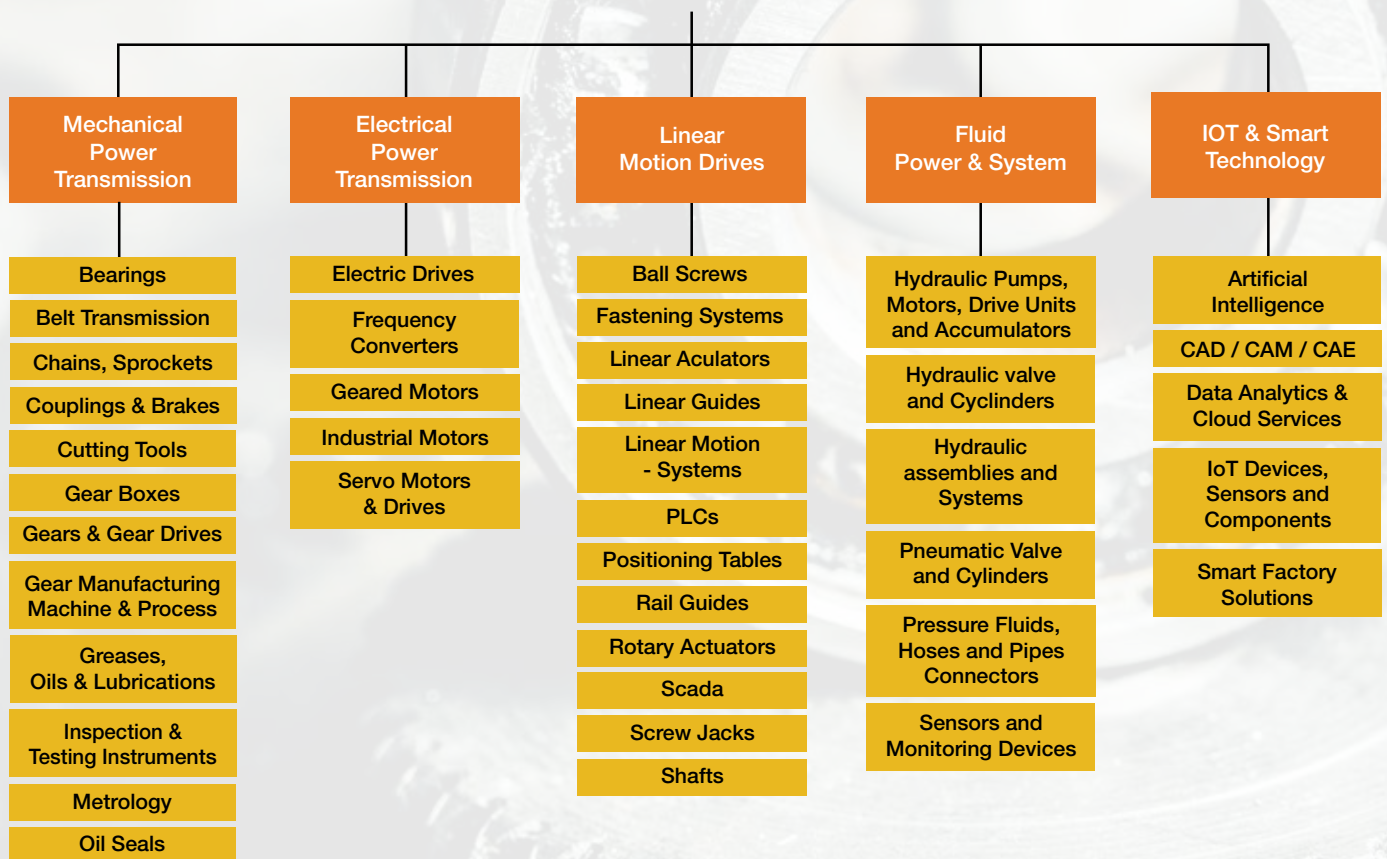 Mechanical
Power
Transmission
Electrical
Power
Transmission
Linear
Motion Drives
Fluid
Power & System
IOT & Smart
Technology
Bearings
Belt Transmission
Chains, Sprockets
Couplings & Brakes
Cutting Tools
Gear Boxes
Gears & Gear Drives
Gear Manufacturing
Machine & Process
Greases,
Oils & Lubrications
Inspection &
Testing Instruments
Metrology
Oil Seals
Electric Drives
Frequency
Converters
Geared Motors
Industrial Motors
Servo Motors
& Drives
Ball Screws
Fastening Systems
Linear Aculators
Linear Guides
Linear Motion
- Systems
PLCs
Positioning Tables
Rail Guides
Rotary Actuators
Scada
Screw Jacks
Shafts
Hydraulic Pumps,
Motors, Drive Units
and Accumulators
Hydraulic valve
and Cyclinders
Hydraulic
assemblies and
Systems
Pneumatic Valve
and Cylinders
Pressure Fluids,
Hoses and Pipes
Connectors
Sensors and
Monitoring Devices
Artificial
Intelligence
CAD / CAM / CAE
Data Analytics &
Cloud Services
IoT Devices,
Sensors and
Components
Smart Factory
Solutions